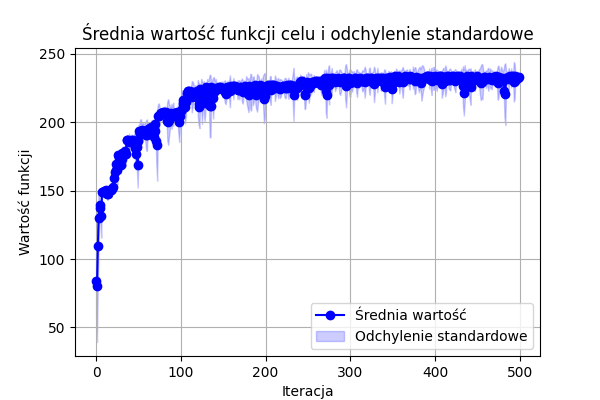 Średnia wartość funkcji celu i odchylenie standardowe
250
200
150
100
50
Wartość funkcji
0 100 200 300 400 500
Iteracja
Średnia wartość
Odchylenie standardowe